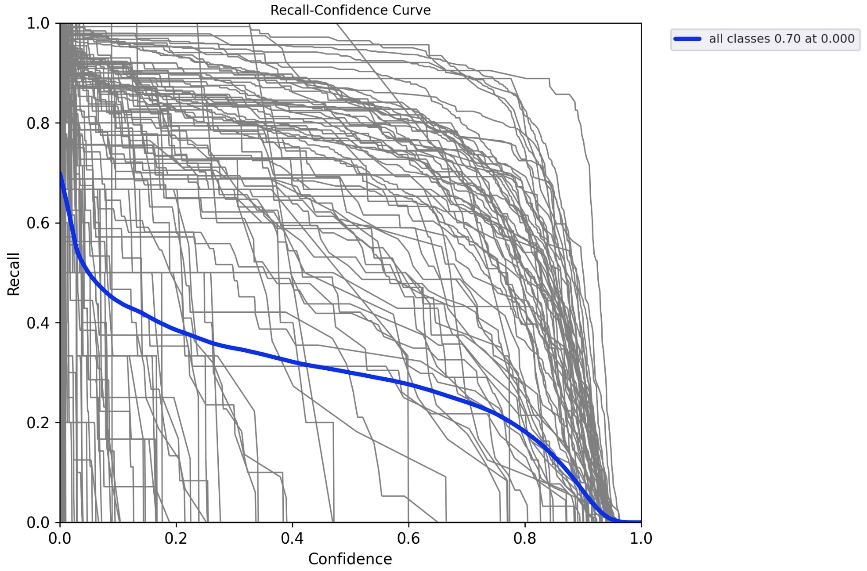 Recall-Confidence Curve
all classes 0.70 at 0.000
1.0
0.8
0.6
0.4
0.2
0.0
Recall
0.0 0.2 0.4 0.6 0.8 1.0
Confidence